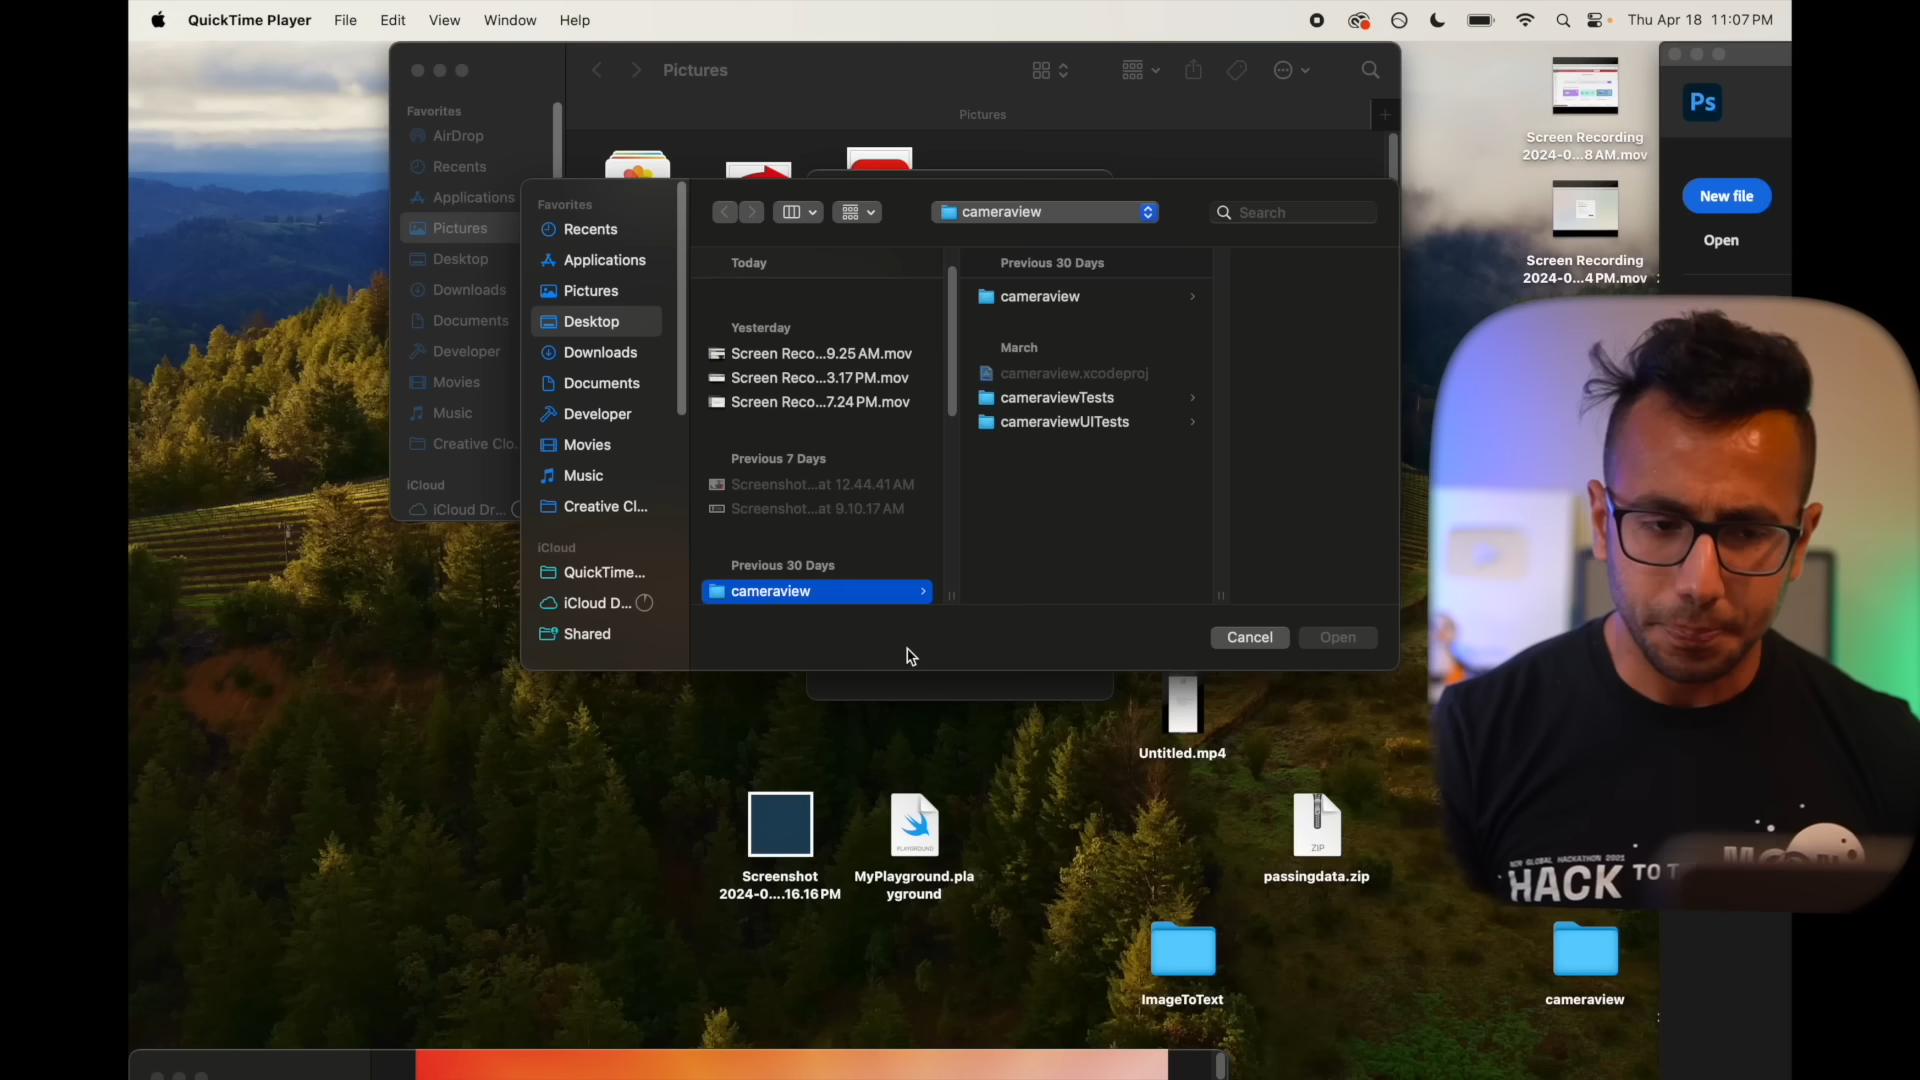 QuickTime Player File Edit View Window Help Thu Apr 18 11:07 PM
Pictures
Pictures
Favorites
AirDrop
Recents
Applications
Pictures
Desktop
Downloads
Documents
Developer
Movies
Music
Creative Clo...
iCloud
iCloud Dr...
Favorites
Recents
Applications
Pictures
Desktop
Downloads
Documents
Developer
Movies
Music
Creative Cl...
iCloud
QuickTime...
iCloud D...
Shared
cameraview
Search
Today
Yesterday
Screen Reco...9.25 AM.mov
Screen Reco...3.17 PM.mov
Screen Reco...7.24 PM.mov
Previous 7 Days
Screenshot...at 12.44.41 AM
Screenshot...at 9.10.17 AM
Previous 30 Days
cameraview
Previous 30 Days
cameraview
March
cameraview.xcodeproj
cameraviewTests
cameraviewUITests
Cancel
Open
Screen Recording
2024-0...8 AM.mov
Screen Recording
2024-0...4 PM.mov
Ps
New file
Open
Untitled.mp4
Screenshot
2024-0....16.16 PM
PLAYGROUND
MyPlayground.pla
yground
ZIP
passingdata.zip
ImageToText
cameraview
NCR GLOBAL HACKATHON 2021
HACK TO T